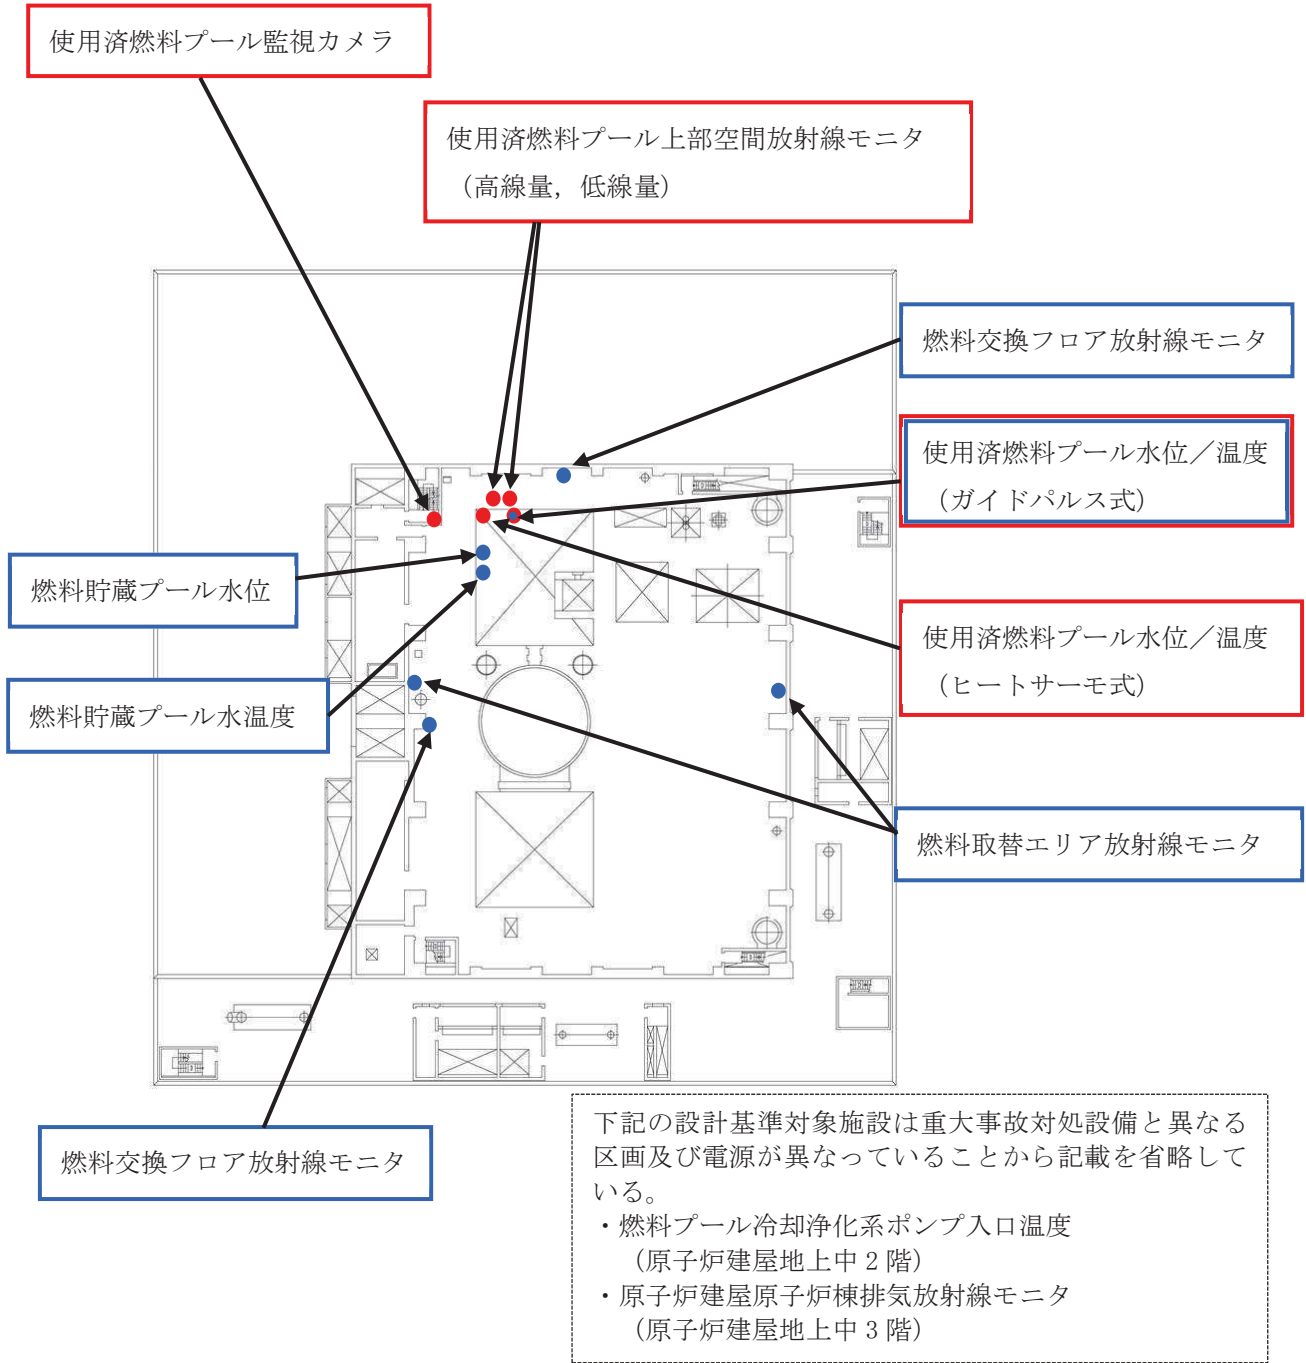 使用済燃料プール監視カメラ
使用済燃料プール上部空間放射線モニタ
（高線量，低線量）
燃料交換フロア放射線モニタ
使用済燃料プール水位／温度
（ガイドパルス式）
燃料貯蔵プール水位
使用済燃料プール水位／温度
（ヒートサーモ式）
燃料貯蔵プール水温度
燃料取替エリア放射線モニタ
燃料交換フロア放射線モニタ
下記の設計基準対象施設は重大事故対処設備と異なる
区画及び電源が異なっていることから記載を省略して
いる。
・燃料プール冷却浄化系ポンプ入口温度
（原子炉建屋地上中２階）
・原子炉建屋原子炉棟排気放射線モニタ
（原子炉建屋地上中３階）